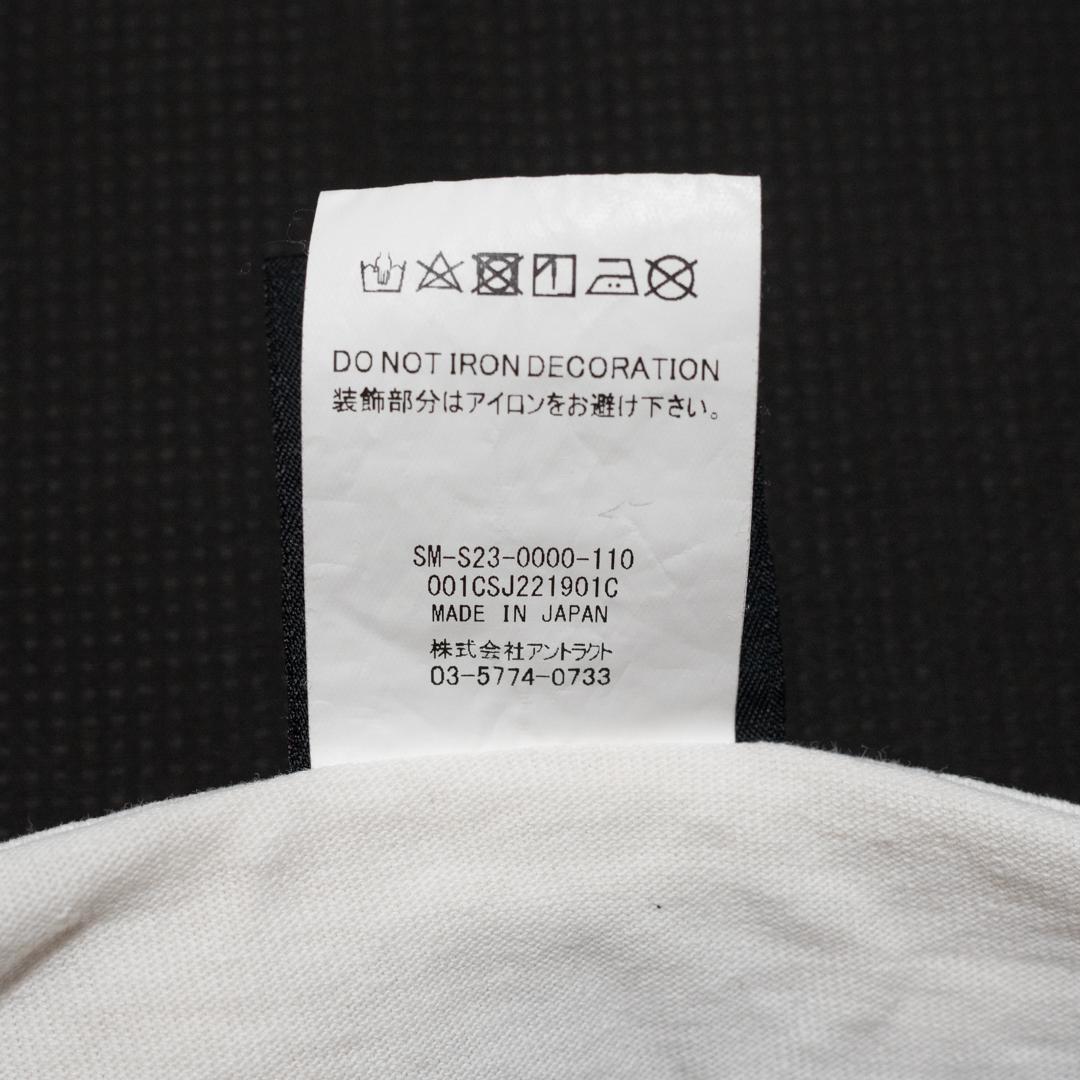 DO NOT IRON DECORATION
装飾部分はアイロンをお避け下さい。
SM-S23-0000-110
001CSJ221901C
MADE IN JAPAN
株式会社アントラクト
03-5774-0733